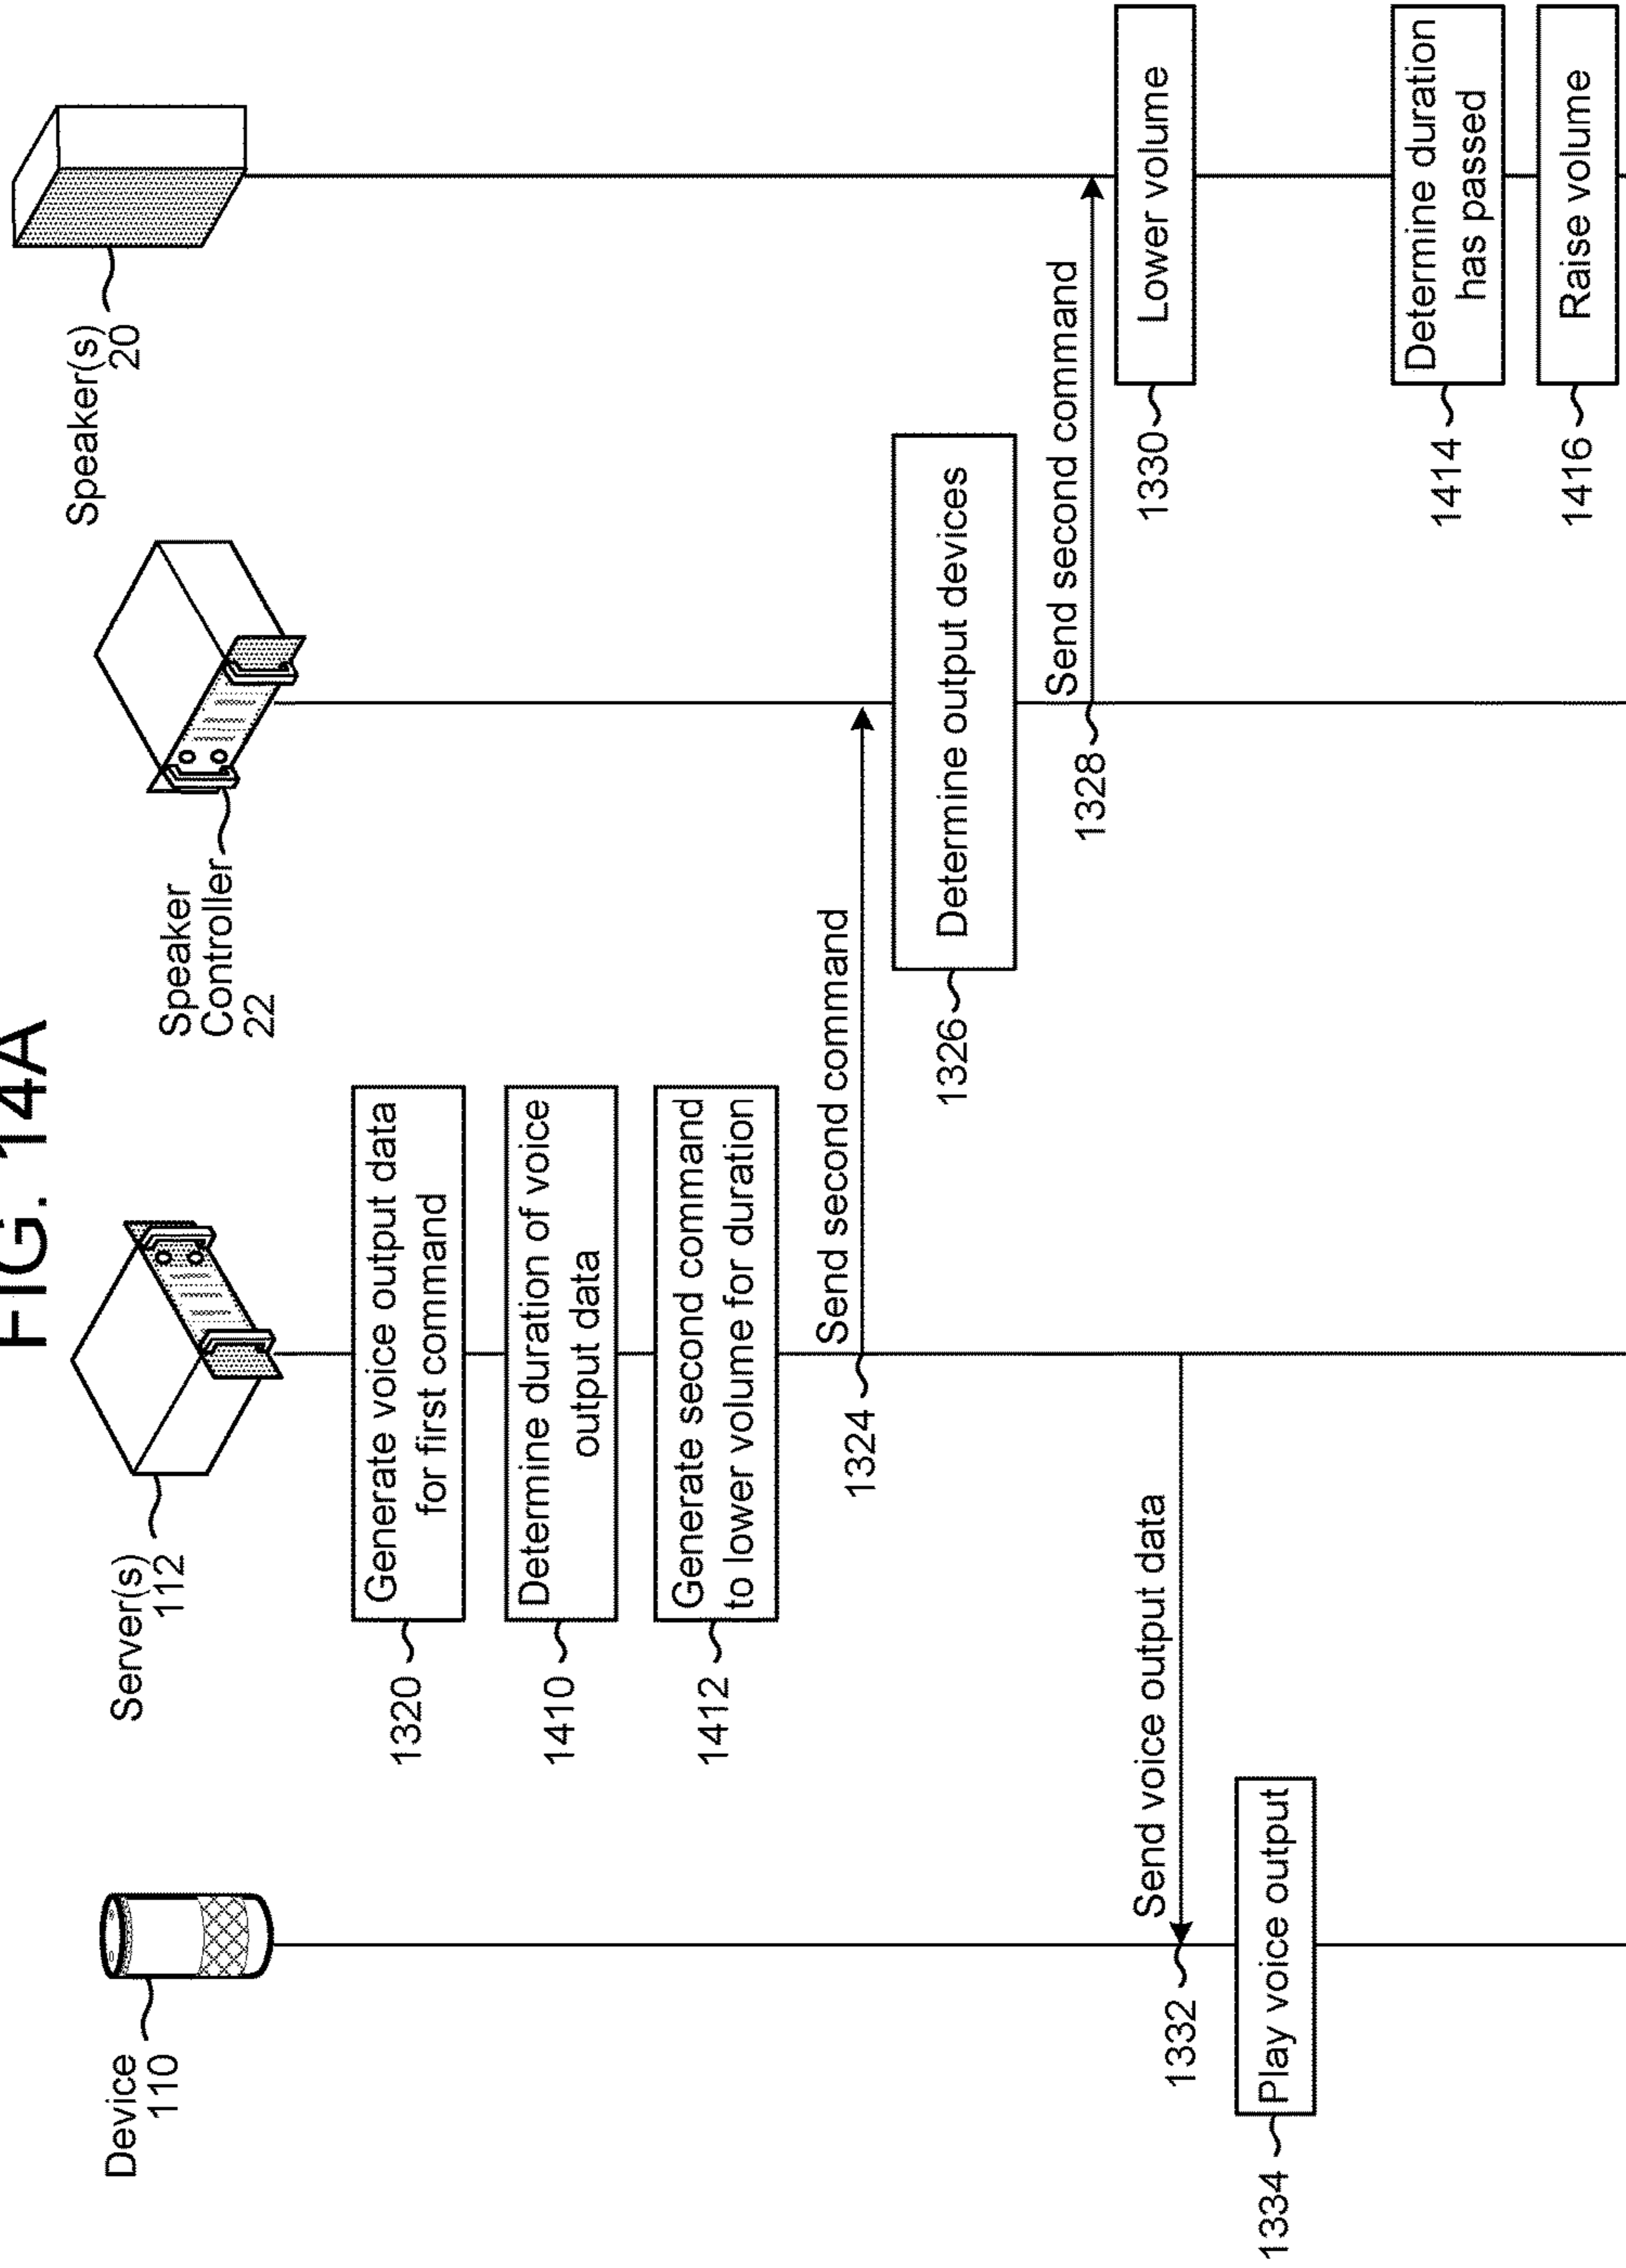 FIG. 14A
Device
110
Server(s)
112
Speaker
Controller
22
Speaker(s)
20
1320
Generate voice output data
for first command
1410
Determine duration of voice
output data
1412
Generate second command
to lower volume for duration
Send second command
1324
1326
Determine output devices
Send second command
1328
1330
Lower volume
Send voice output data
1332
1334
Play voice output
1414
Determine duration
has passed
1416
Raise volume